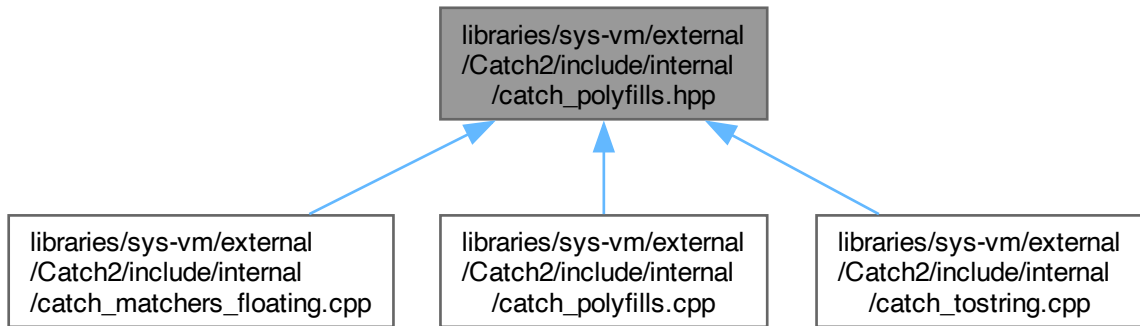 libraries/sys-vm/external
/Catch2/include/internal
/catch_polyfills.hpp
libraries/sys-vm/external
/Catch2/include/internal
/catch_matchers_floating.cpp
libraries/sys-vm/external
/Catch2/include/internal
/catch_polyfills.cpp
libraries/sys-vm/external
/Catch2/include/internal
/catch_tostring.cpp